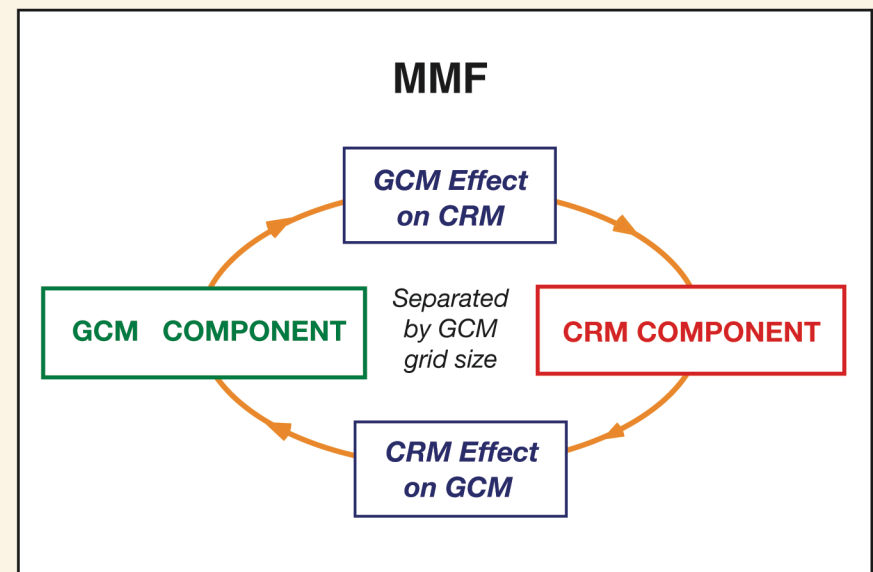 MMF
GCM Effect
on CRM
GCM COMPONENT
Separated
by GCM
grid size
CRM COMPONENT
CRM Effect
on GCM